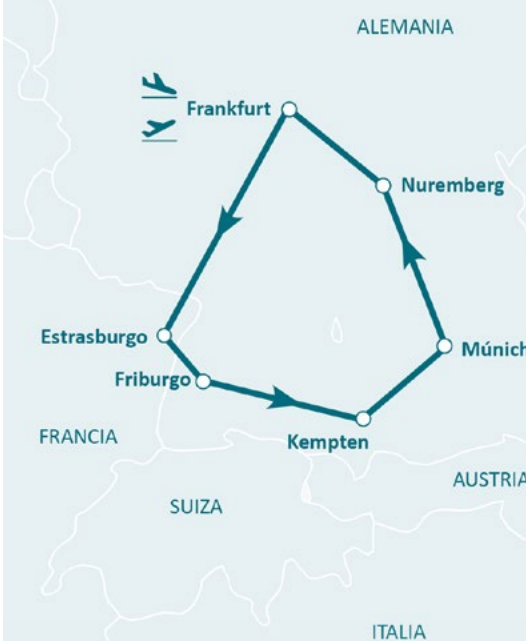 ALEMANIA
Frankfurt
Nuremberg
Estrasburgo
Múnich
Friburgo
FRANCIA
Kempten
AUSTRIA
SUIZA
ITALIA